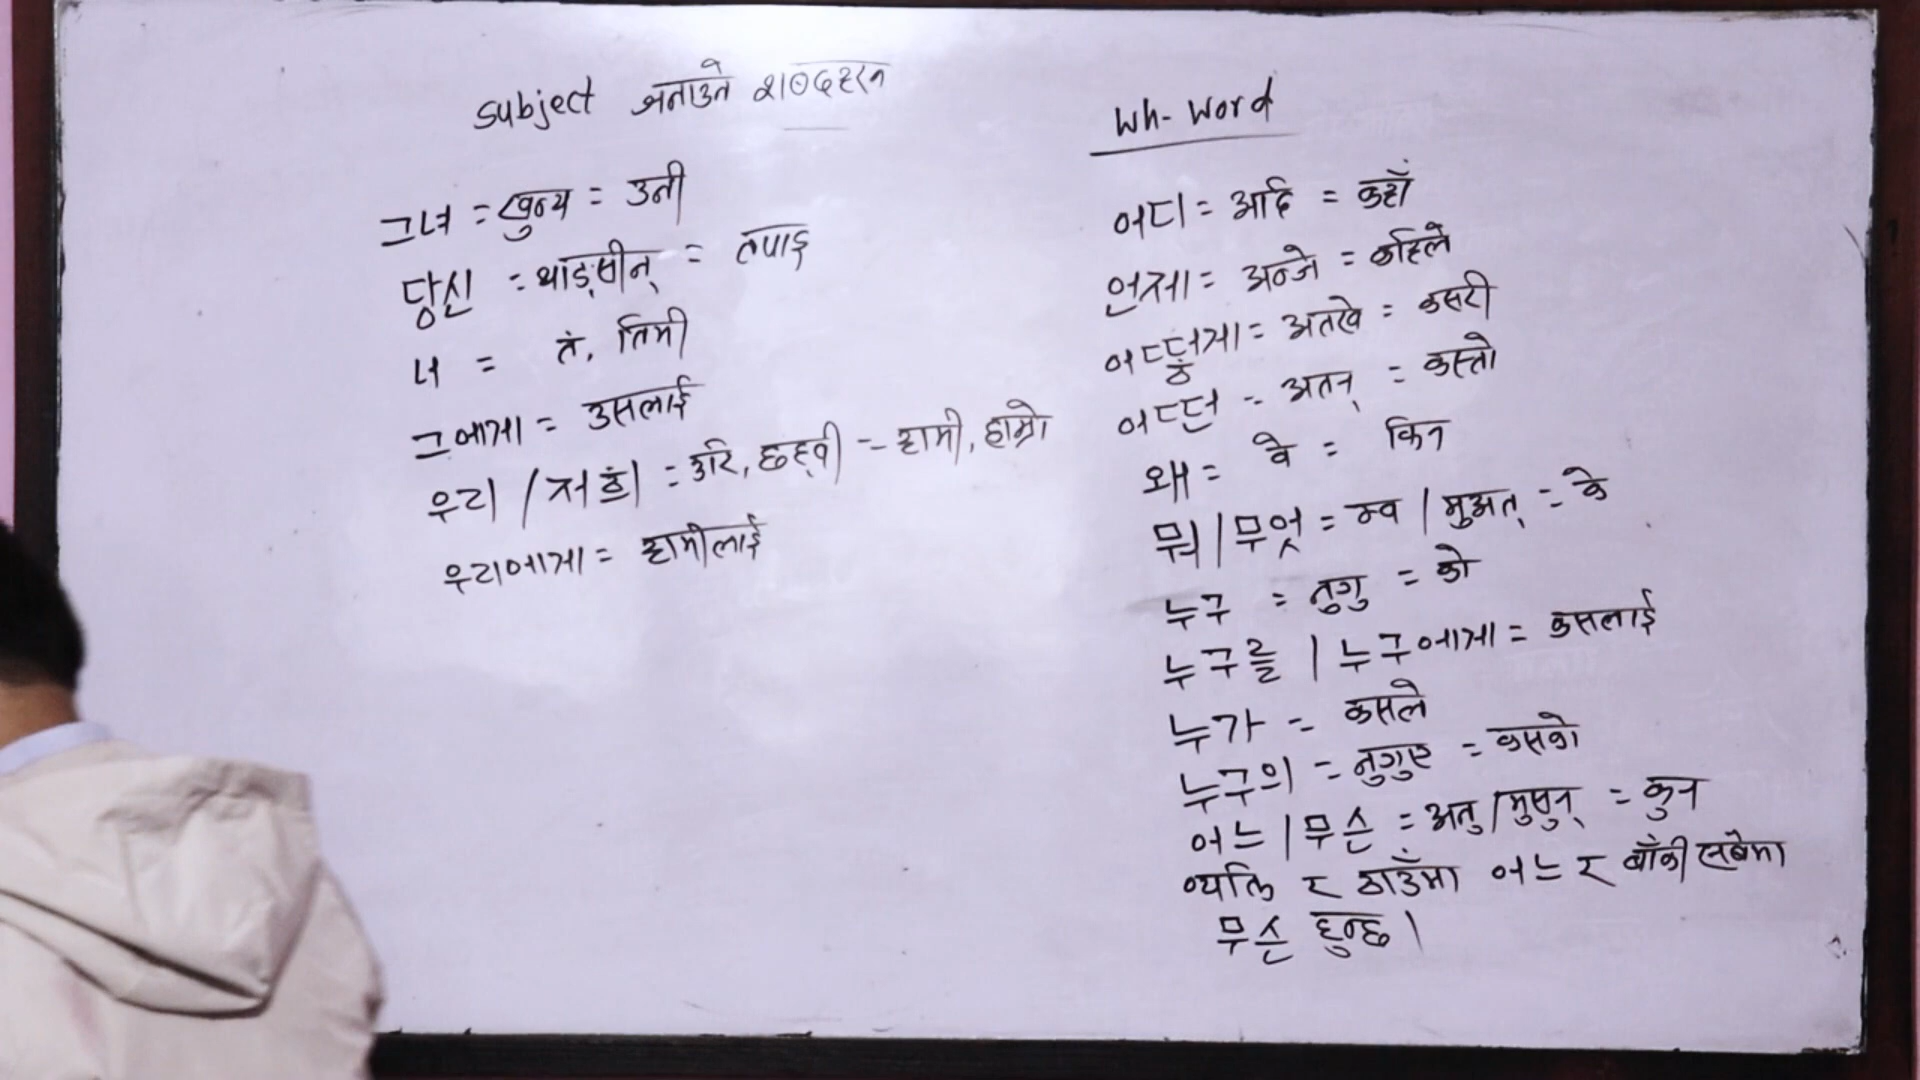 Subject जनाउने शब्दहरू
그녀 = खुन्य = उनी
당신 = थाङ्सीन् = तपाइ
너 = तं, तिमी
그에게 = उसलाई
우리 / 저희 = उरि, छहवी = हामी, हाम्रो
우리에게 = हामीलाई
Wh- Word
어디 = अदि = कहाँ
언제 = अन्जे = कहिले
어떻게 = अतखे = कसरी
어떤 = अतन् = कस्तो
왜 = वे = किन
뭐 / 무엇 = म्व / मुअत् = के
누구 = नुगु = को
누구를 / 누구에게 = कसलाई
누가 = कसले
누구의 = नुगुए = कसको
어느 / 무슨 = अनु / मुसुन् = कुन
व्यक्ति र ठाउँमा 어느 र बाँकी सबैमा
무슨 हुन्छ।